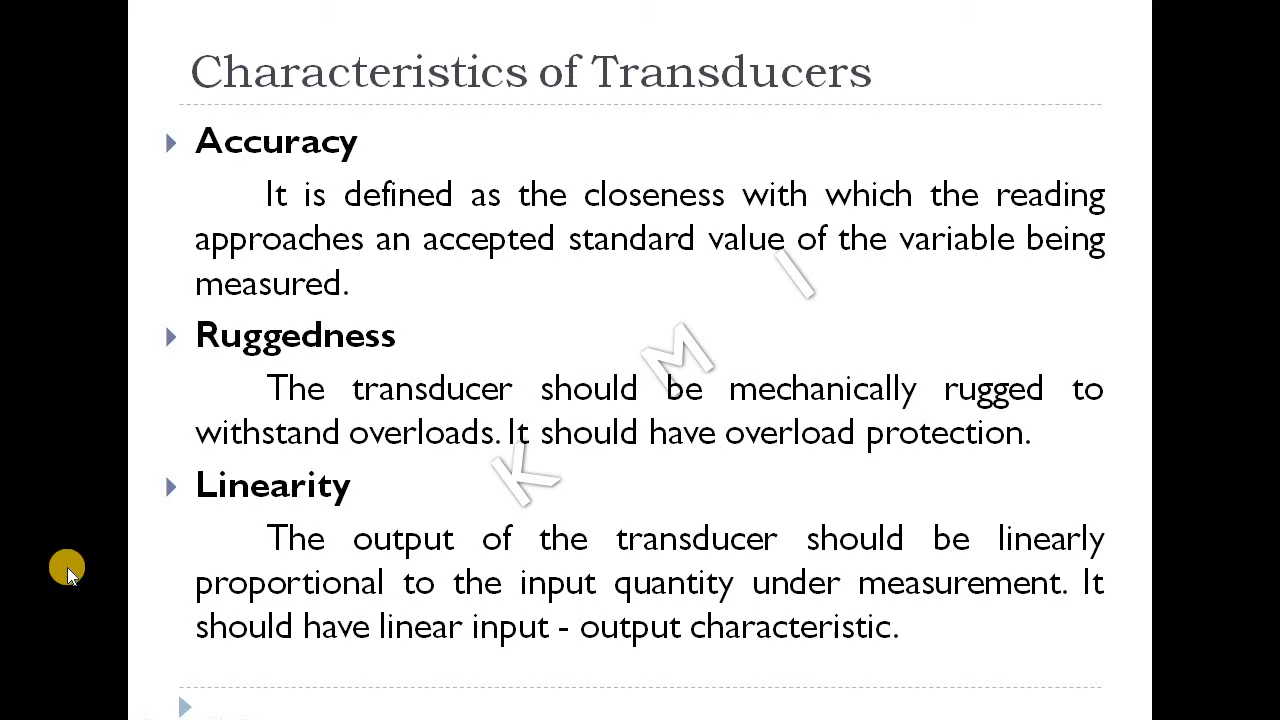 Characteristics of Transducers
Accuracy
It is defined as the closeness with which the reading
approaches an accepted standard value of the variable being
measured.
Ruggedness
The transducer should be mechanically rugged to
withstand overloads. It should have overload protection.
Linearity
The output of the transducer should be linearly
proportional to the input quantity under measurement. It
should have linear input - output characteristic.
K M I